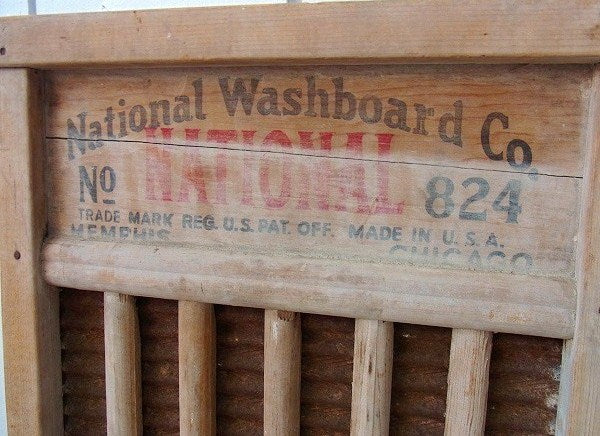 National Washboard Co.
NATIONAL
No 824
TRADE MARK REG. U.S. PAT. OFF. MADE IN U.S.A.
MEMPHIS CHICAGO